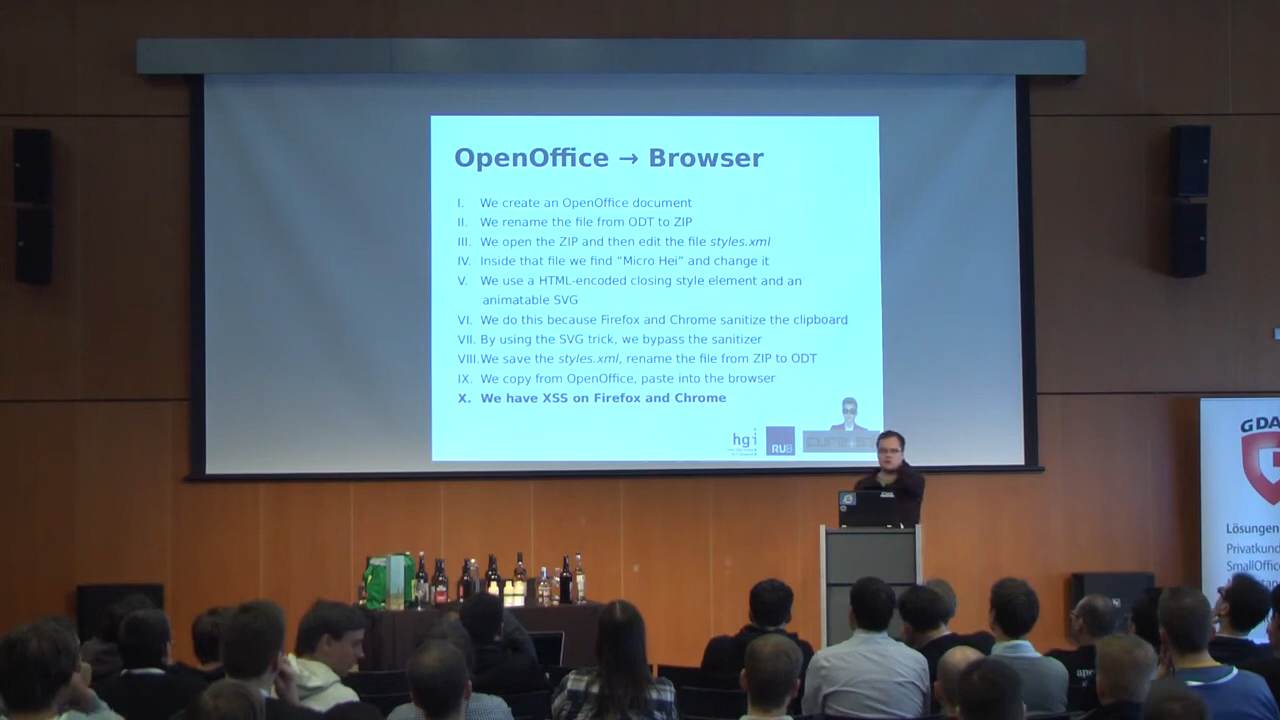 OpenOffice → Browser
I. We create an OpenOffice document
II. We rename the file from ODT to ZIP
III. We open the ZIP and then edit the file styles.xml
IV. Inside that file we find “Micro Hei” and change it
V. We use a HTML-encoded closing style element and an
animatable SVG
VI. We do this because Firefox and Chrome sanitize the clipboard
VII. By using the SVG trick, we bypass the sanitizer
VIII. We save the styles.xml, rename the file from ZIP to ODT
IX. We copy from OpenOffice, paste into the browser
X. We have XSS on Firefox and Chrome
hgi
RUB
G DA
Lösungen
Privatkund
SmallOffice